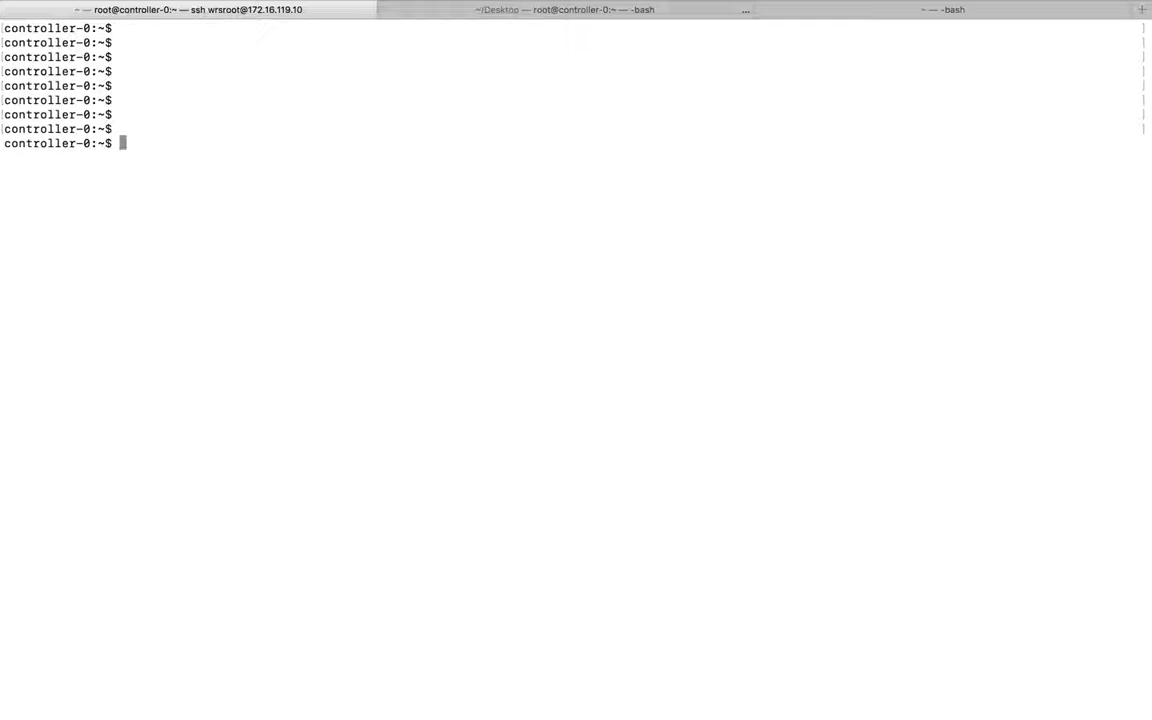 ~ — root@controller-0:~ — ssh wrsroot@172.16.119.10
~/Desktop — root@controller-0:~ — -bash
...
~ — -bash
+
[controller-0:~$ ]
[controller-0:~$ ]
[controller-0:~$ ]
[controller-0:~$ ]
[controller-0:~$ ]
[controller-0:~$ ]
[controller-0:~$ ]
[controller-0:~$ ]
controller-0:~$